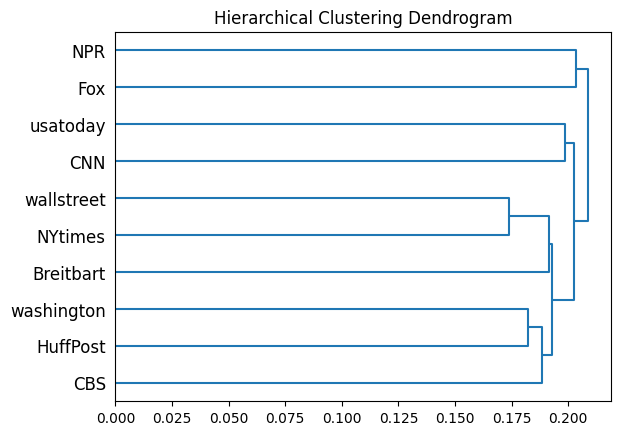 Hierarchical Clustering Dendrogram
NPR
Fox
usatoday
CNN
wallstreet
NYtimes
Breitbart
washington
HuffPost
CBS
0.000 0.025 0.050 0.075 0.100 0.125 0.150 0.175 0.200